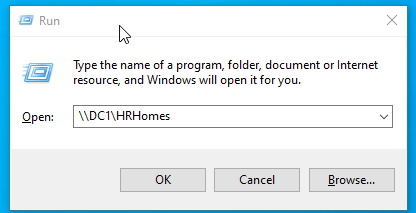 Run
Type the name of a program, folder, document or Internet
resource, and Windows will open it for you.
Open: \\DC1\HRHomes
OK Cancel Browse...